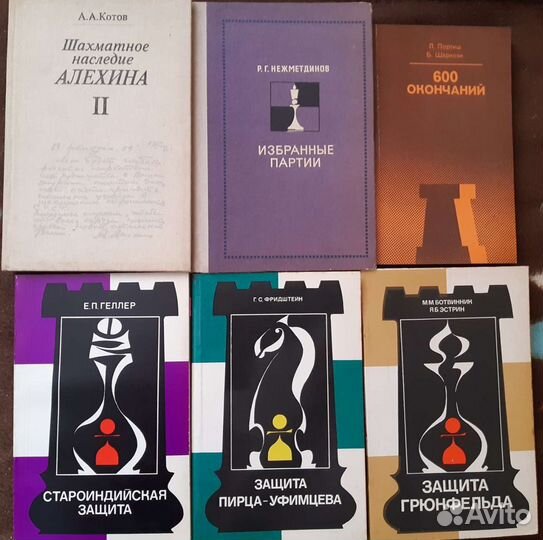 А.А.Котов
Шахматное
наследие
АЛЕХИНА
II
Р. Г. НЕЖМЕТДИНОВ
ИЗБРАННЫЕ
ПАРТИИ
Л. Портиш
Б. Шаркози
600
ОКОНЧАНИЙ
Е. П. ГЕЛЛЕР
СТАРОИНДИЙСКАЯ
ЗАЩИТА
Г. С. ФРИДШТЕЙН
ЗАЩИТА
ПИРЦА-УФИМЦЕВА
М.М. БОТВИННИК
Я.Б. ЭСТРИН
ЗАЩИТА
ГРЮНФЕЛЬДА
Avito